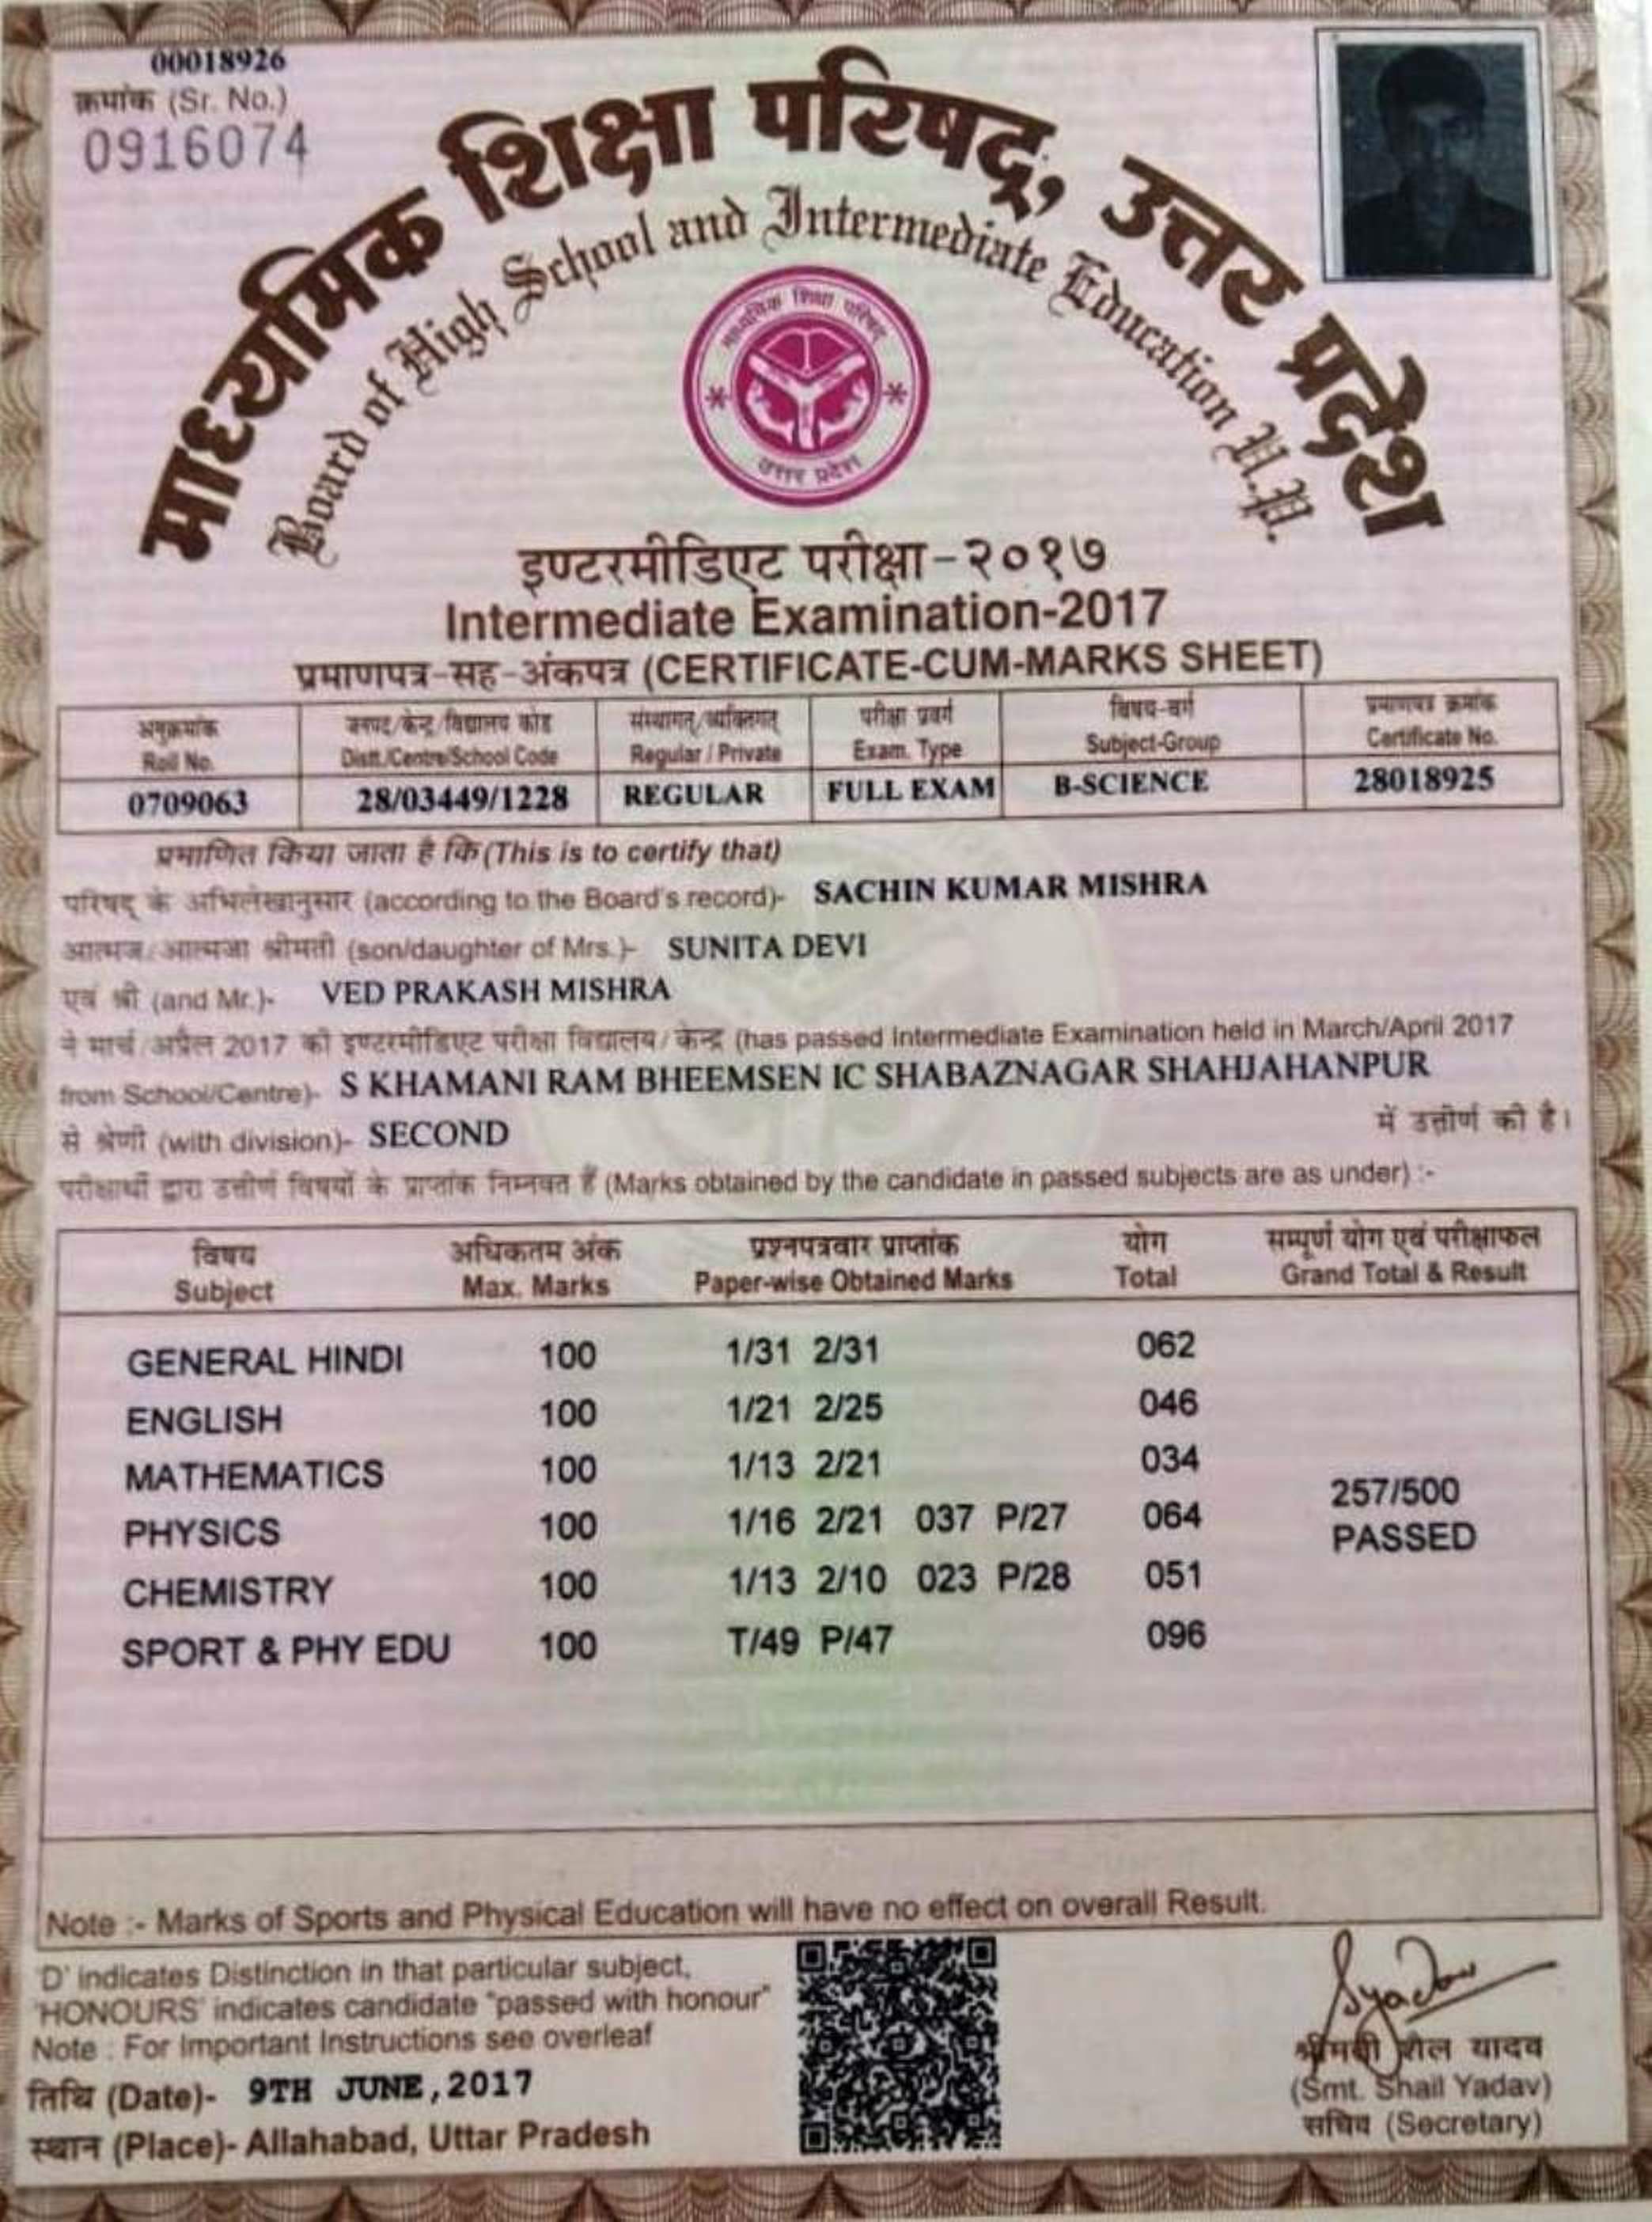 00018926
क्रमांक (Sr. No.)
0916074
माध्यमिक शिक्षा परिषद्, उत्तर प्रदेश
Board of High School and Intermediate Education U.P.
माध्यमिक शिक्षा परिषद्
उत्तर प्रदेश
इण्टरमीडिएट परीक्षा-२०१७
Intermediate Examination-2017
प्रमाणपत्र-सह-अंकपत्र (CERTIFICATE-CUM-MARKS SHEET)
अनुक्रमांक जनपद/केन्द्र/विद्यालय कोड संस्थागत्/व्यक्तिगत् परीक्षा प्रवर्ग विषय-वर्ग प्रमाणपत्र क्रमांक
Roll No. Distt./Centre/School Code Regular / Private Exam. Type Subject-Group Certificate No.
0709063 28/03449/1228 REGULAR FULL EXAM B-SCIENCE 28018925
प्रमाणित किया जाता है कि (This is to certify that)
परिषद् के अभिलेखानुसार (according to the Board's record)- SACHIN KUMAR MISHRA
आत्मज/आत्मजा श्रीमती (son/daughter of Mrs.)- SUNITA DEVI
एवं श्री (and Mr.)- VED PRAKASH MISHRA
ने मार्च/अप्रैल 2017 की इण्टरमीडिएट परीक्षा विद्यालय/केन्द्र (has passed Intermediate Examination held in March/April 2017
from School/Centre)- S KHAMANI RAM BHEEMSEN IC SHABAZNAGAR SHAHJAHANPUR
से श्रेणी (with division)- SECOND में उत्तीर्ण की है।
परीक्षार्थी द्वारा उत्तीर्ण विषयों के प्राप्तांक निम्नवत हैं (Marks obtained by the candidate in passed subjects are as under) :-
विषय अधिकतम अंक प्रश्नपत्रवार प्राप्तांक योग सम्पूर्ण योग एवं परीक्षाफल
Subject Max. Marks Paper-wise Obtained Marks Total Grand Total & Result
GENERAL HINDI 100 1/31 2/31 062
ENGLISH 100 1/21 2/25 046
MATHEMATICS 100 1/13 2/21 034
257/500
PHYSICS 100 1/16 2/21 037 P/27 064
PASSED
CHEMISTRY 100 1/13 2/10 023 P/28 051
SPORT & PHY EDU 100 T/49 P/47 096
Note :- Marks of Sports and Physical Education will have no effect on overall Result.
'D' indicates Distinction in that particular subject,
'HONOURS' indicates candidate "passed with honour"
Note : For Important Instructions see overleaf
तिथि (Date)- 9TH JUNE, 2017
स्थान (Place)- Allahabad, Uttar Pradesh
Syadav
श्रीमती शैल यादव
(Smt. Shail Yadav)
सचिव (Secretary)